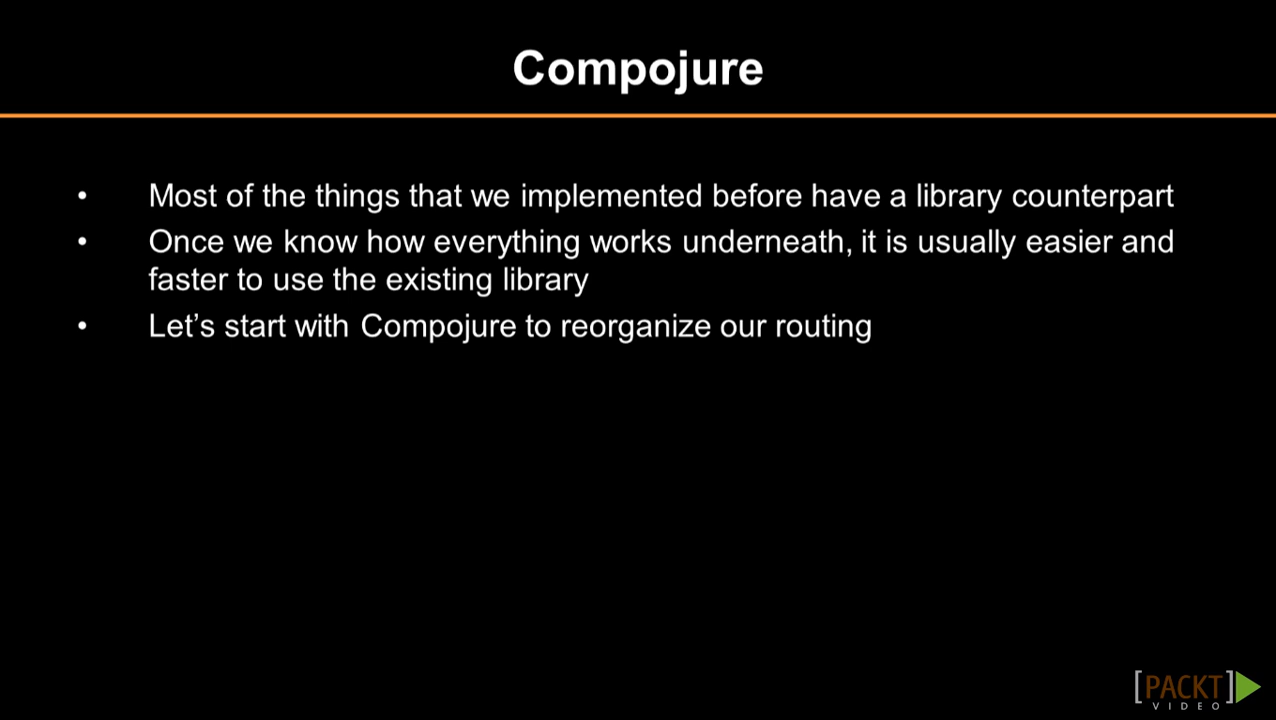 Compojure
• Most of the things that we implemented before have a library counterpart
• Once we know how everything works underneath, it is usually easier and
faster to use the existing library
• Let’s start with Compojure to reorganize our routing
[PACKT]
VIDEO